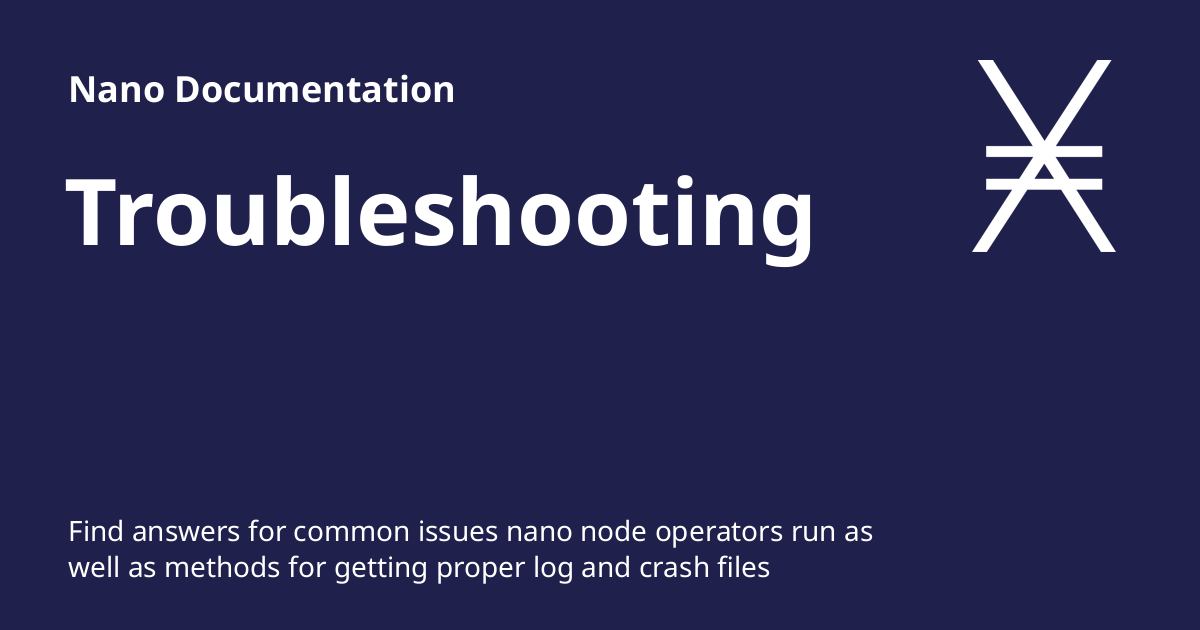 Nano Documentation
Troubleshooting
Find answers for common issues nano node operators run as
well as methods for getting proper log and crash files